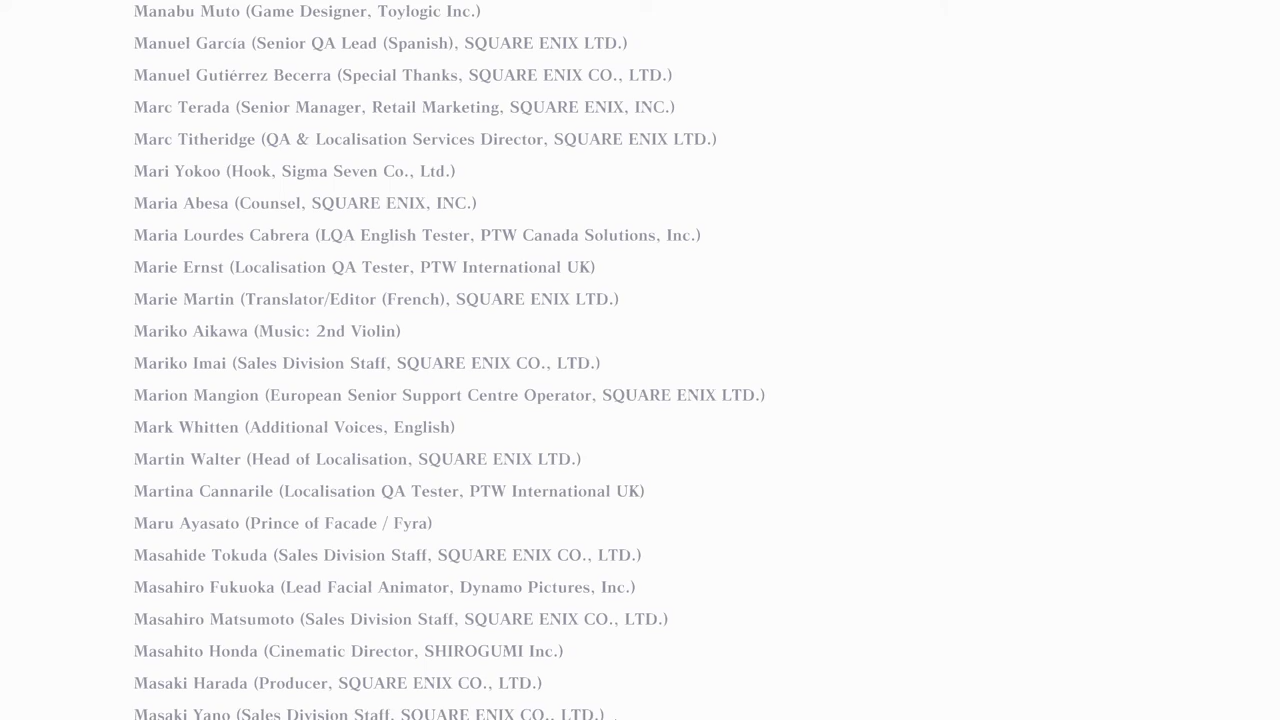 Manabu Muto (Game Designer, Toylogic Inc.)
Manuel García (Senior QA Lead (Spanish), SQUARE ENIX LTD.)
Manuel Gutiérrez Becerra (Special Thanks, SQUARE ENIX CO., LTD.)
Marc Terada (Senior Manager, Retail Marketing, SQUARE ENIX, INC.)
Marc Titheridge (QA & Localisation Services Director, SQUARE ENIX LTD.)
Mari Yokoo (Hook, Sigma Seven Co., Ltd.)
Maria Abesa (Counsel, SQUARE ENIX, INC.)
Maria Lourdes Cabrera (LQA English Tester, PTW Canada Solutions, Inc.)
Marie Ernst (Localisation QA Tester, PTW International UK)
Marie Martin (Translator/Editor (French), SQUARE ENIX LTD.)
Mariko Aikawa (Music: 2nd Violin)
Mariko Imai (Sales Division Staff, SQUARE ENIX CO., LTD.)
Marion Mangion (European Senior Support Centre Operator, SQUARE ENIX LTD.)
Mark Whitten (Additional Voices, English)
Martin Walter (Head of Localisation, SQUARE ENIX LTD.)
Martina Cannarile (Localisation QA Tester, PTW International UK)
Maru Ayasato (Prince of Facade / Fyra)
Masahide Tokuda (Sales Division Staff, SQUARE ENIX CO., LTD.)
Masahiro Fukuoka (Lead Facial Animator, Dynamo Pictures, Inc.)
Masahiro Matsumoto (Sales Division Staff, SQUARE ENIX CO., LTD.)
Masahito Honda (Cinematic Director, SHIROGUMI Inc.)
Masaki Harada (Producer, SQUARE ENIX CO., LTD.)
Masaki Yano (Sales Division Staff, SQUARE ENIX CO., LTD.)